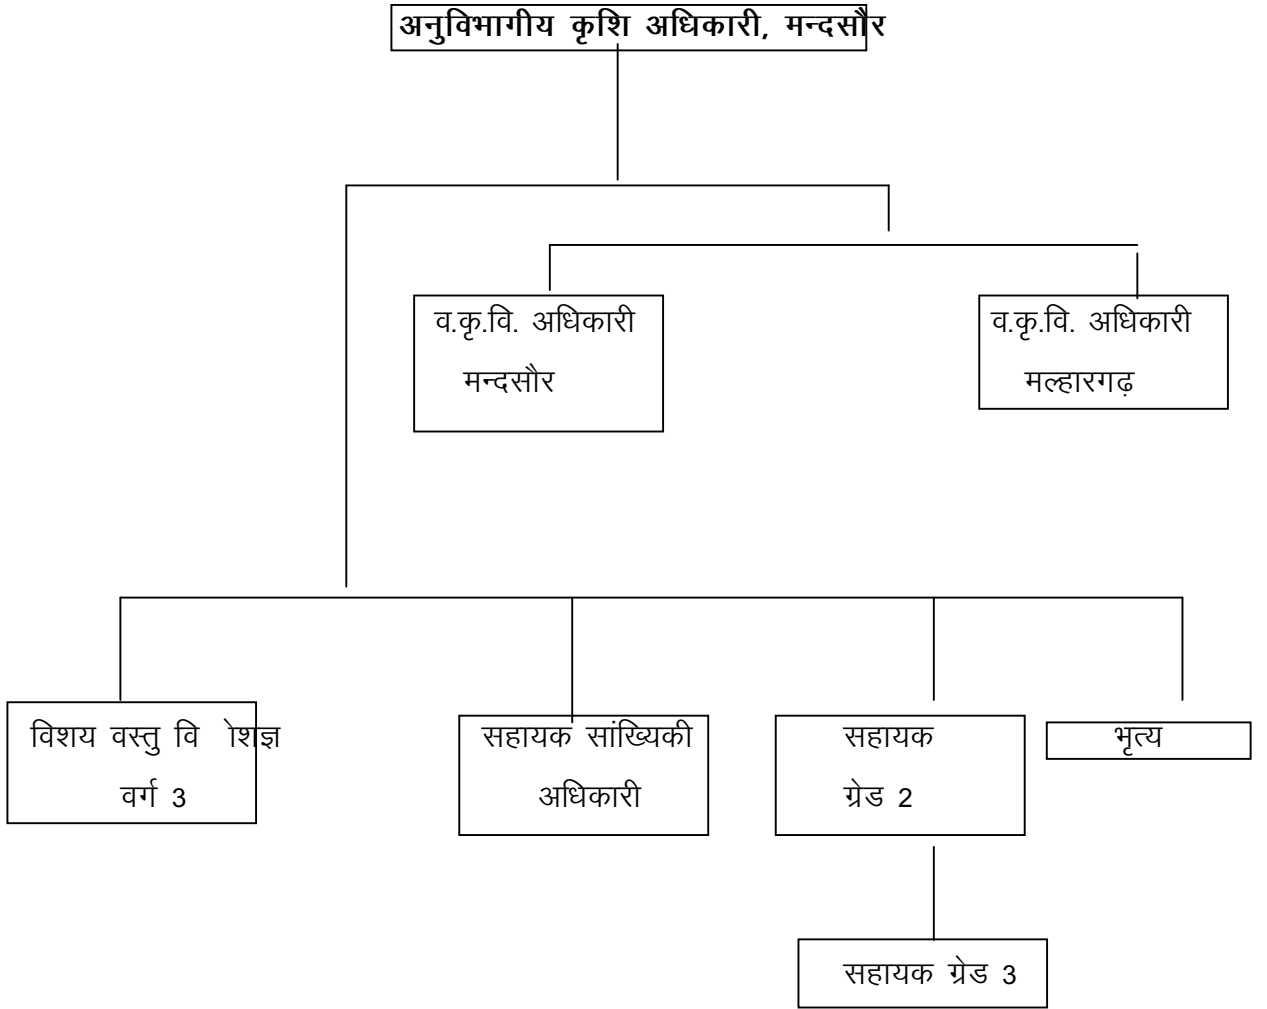 अनुविभागीय कृशि अधिकारी, मन्दसौर
व.कृ.वि. अधिकारी
मन्दसौर
व.कृ.वि. अधिकारी
मल्हारगढ़
विशय वस्तु वि ोशज्ञ
वर्ग 3
सहायक सांख्यिकी
अधिकारी
सहायक
ग्रेड 2
भृत्य
सहायक ग्रेड 3